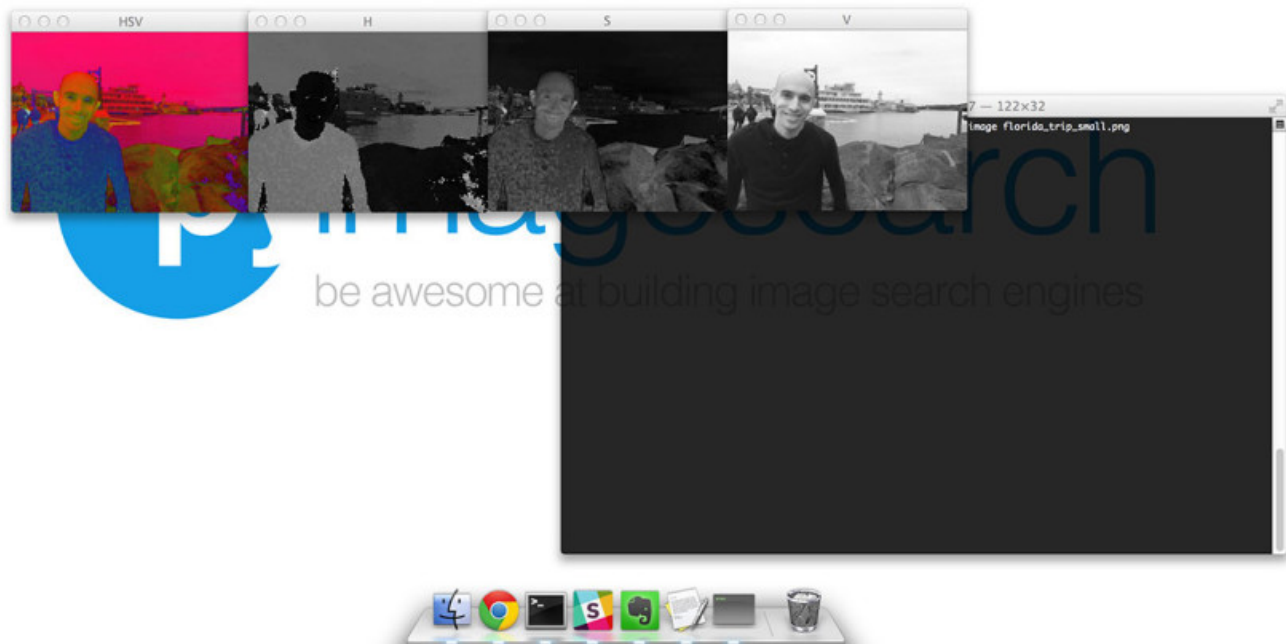 HSV
H
S
V
7 — 122×32
image florida_trip_small.png
p
imagesearch
be awesome at building image search engines
>_
S